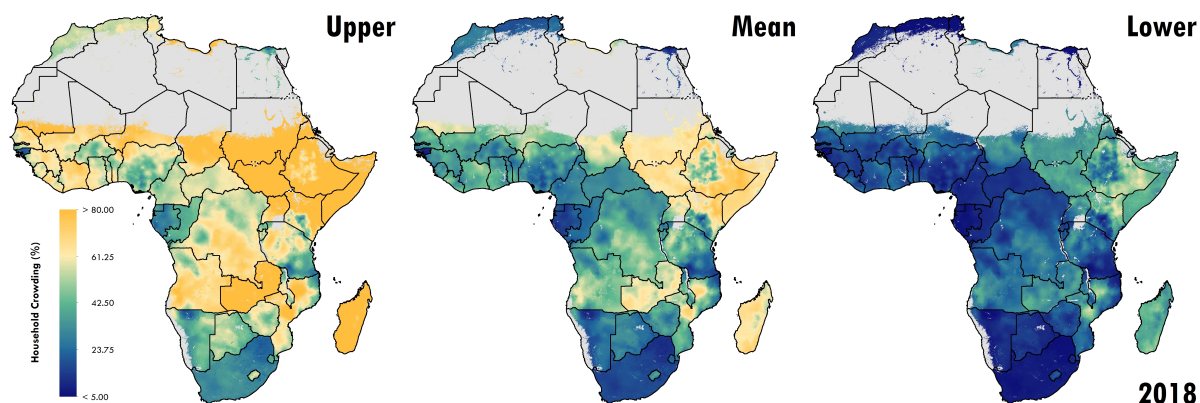 Upper
Mean
Lower
Household Crowding (%)
> 80.00
61.25
42.50
23.75
< 5.00
2018